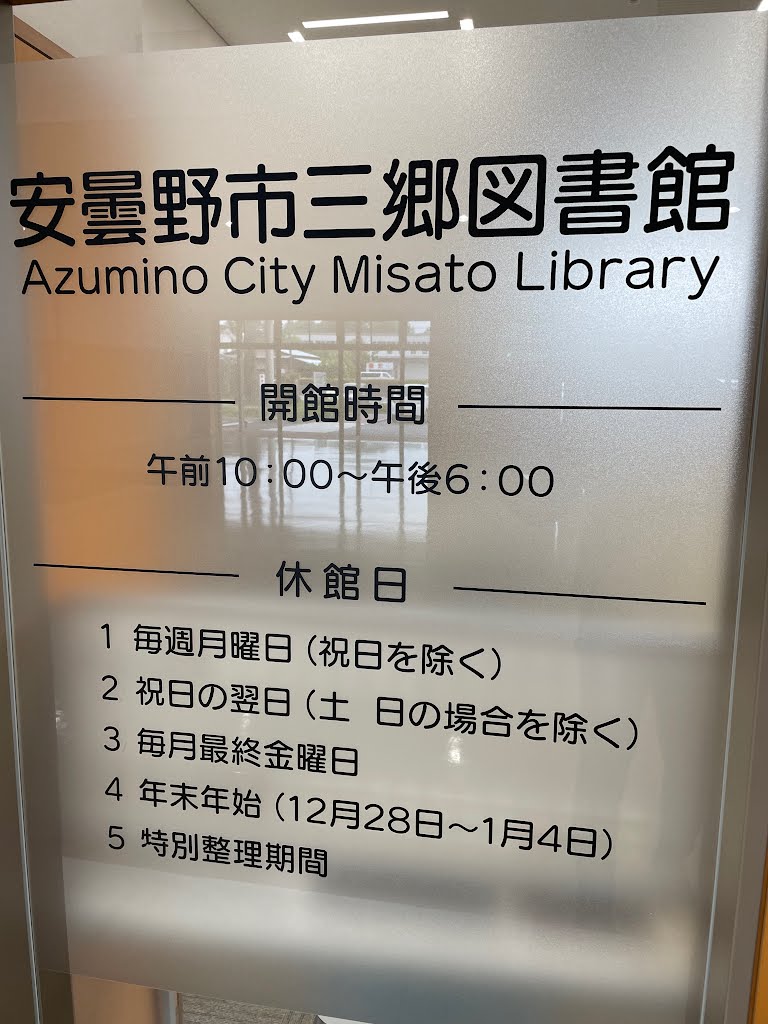 安曇野市三郷図書館
Azumino City Misato Library
開館時間
午前10:00～午後6:00
休館日
1 毎週月曜日(祝日を除く)
2 祝日の翌日(土 日の場合を除く)
3 毎月最終金曜日
4 年末年始(12月28日～1月4日)
5 特別整理期間